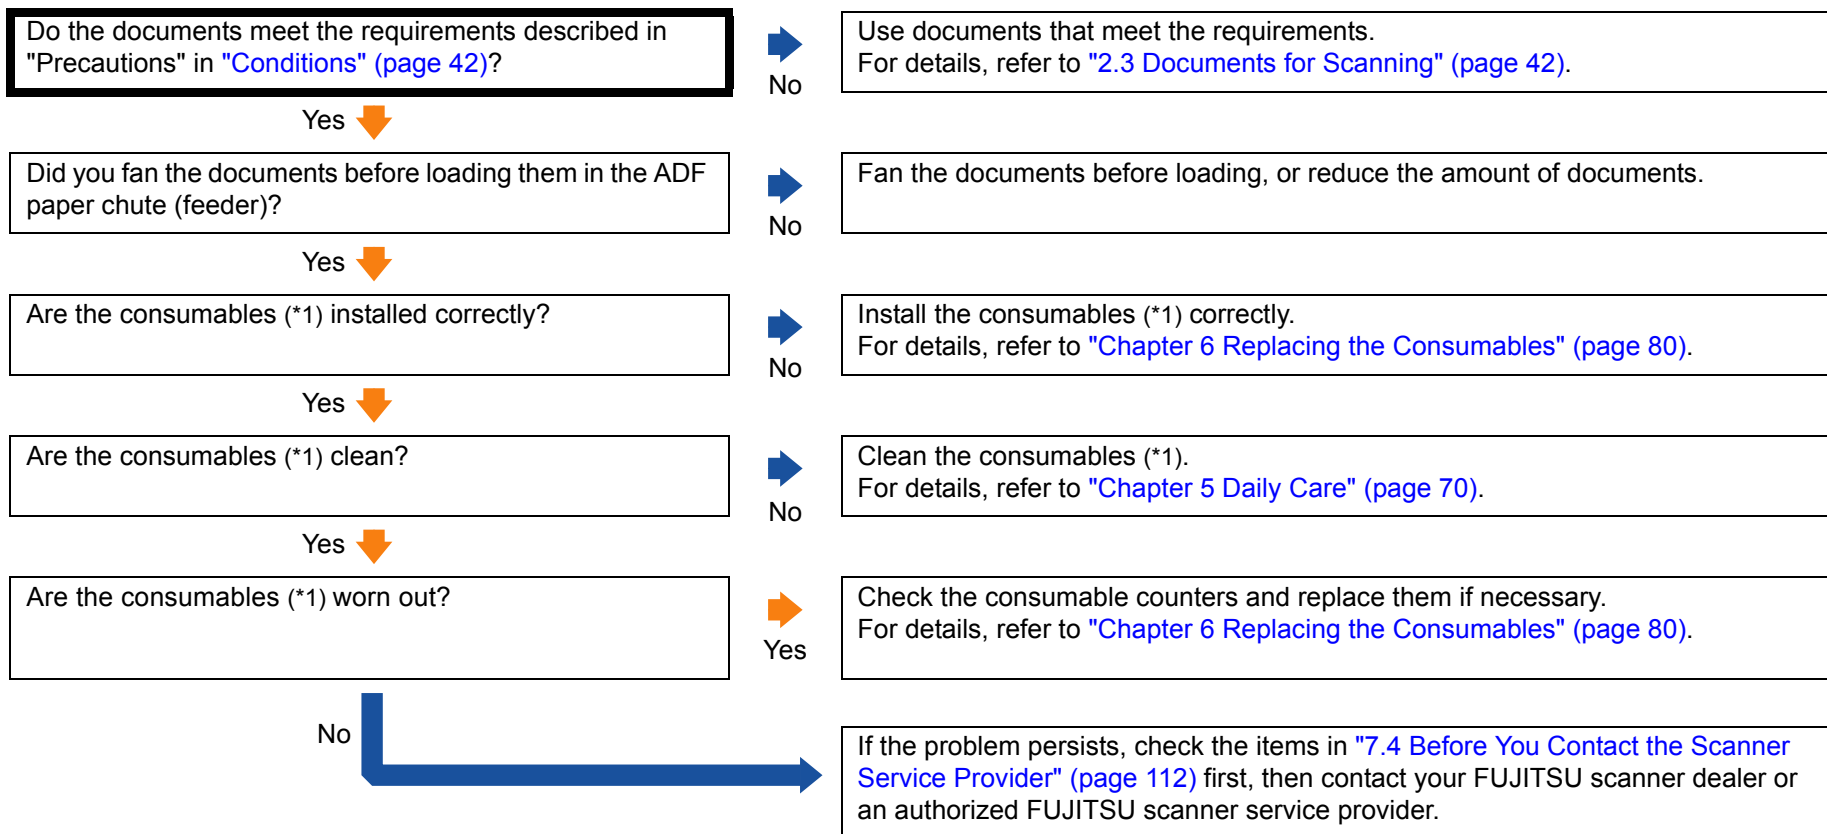 Do the documents meet the requirements described in
"Precautions" in "Conditions" (page 42)?
No
Use documents that meet the requirements.
For details, refer to "2.3 Documents for Scanning" (page 42).
Yes
Did you fan the documents before loading them in the ADF
paper chute (feeder)?
No
Fan the documents before loading, or reduce the amount of documents.
Yes
Are the consumables (*1) installed correctly?
No
Install the consumables (*1) correctly.
For details, refer to "Chapter 6 Replacing the Consumables" (page 80).
Yes
Are the consumables (*1) clean?
No
Clean the consumables (*1).
For details, refer to "Chapter 5 Daily Care" (page 70).
Yes
Are the consumables (*1) worn out?
Yes
Check the consumable counters and replace them if necessary.
For details, refer to "Chapter 6 Replacing the Consumables" (page 80).
No
If the problem persists, check the items in "7.4 Before You Contact the Scanner
Service Provider" (page 112) first, then contact your FUJITSU scanner dealer or
an authorized FUJITSU scanner service provider.